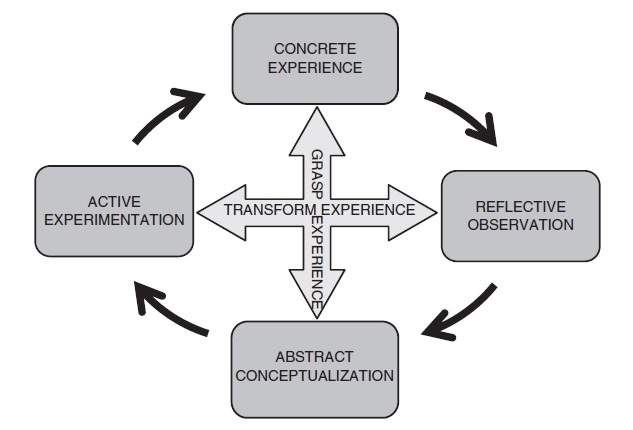 CONCRETE
EXPERIENCE
ACTIVE
EXPERIMENTATION
GRASP EXPERIENCE
TRANSFORM EXPERIENCE
REFLECTIVE
OBSERVATION
ABSTRACT
CONCEPTUALIZATION